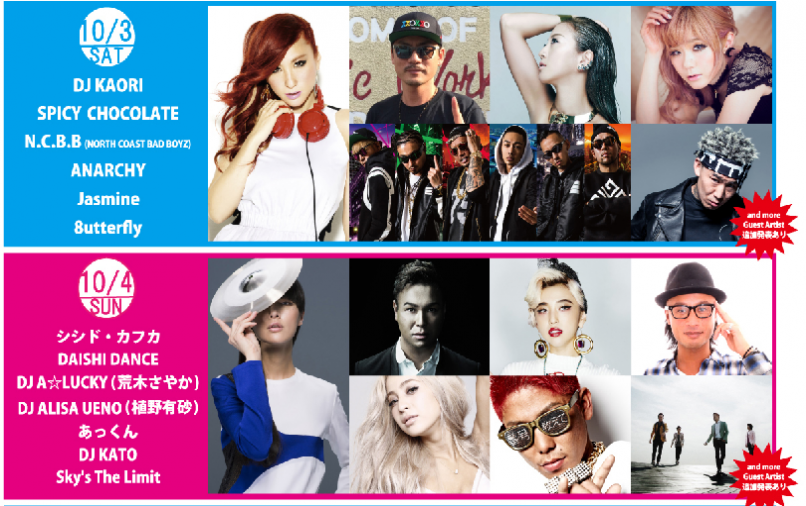 10/3
SAT
DJ KAORI
SPICY CHOCOLATE
N.C.B.B (NORTH COAST BAD BOYZ)
ANARCHY
Jasmine
8utterfly
and more
Guest Artist
追加発表あり
10/4
SUN
シシド・カフカ
DAISHI DANCE
DJ A☆LUCKY(荒木さやか)
DJ ALISA UENO(植野有砂)
あっくん
DJ KATO
Sky's The Limit
and more
Guest Artist
追加発表あり